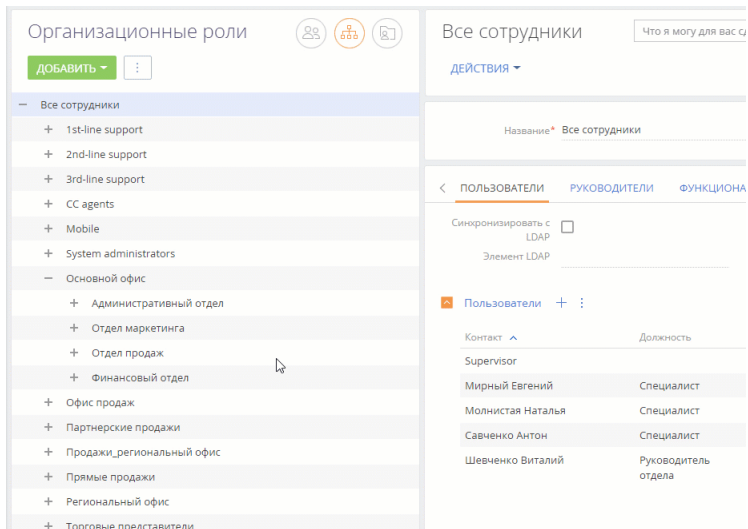 Организационные роли
ДОБАВИТЬ
Все сотрудники
1st-line support
2nd-line support
3rd-line support
CC agents
Mobile
System administrators
Основной офис
Административный отдел
Отдел маркетинга
Отдел продаж
Финансовый отдел
Офис продаж
Партнерские продажи
Продажи_региональный офис
Прямые продажи
Региональный офис
Торговые представители
Все сотрудники
Что я могу для вас сд
ДЕЙСТВИЯ
Название* Все сотрудники
ПОЛЬЗОВАТЕЛИ РУКОВОДИТЕЛИ ФУНКЦИОНА
Синхронизировать с
LDAP
Элемент LDAP
Пользователи
Контакт Должность
Supervisor
Мирный Евгений Специалист
Молнистая Наталья Специалист
Савченко Антон Специалист
Шевченко Виталий Руководитель
отдела